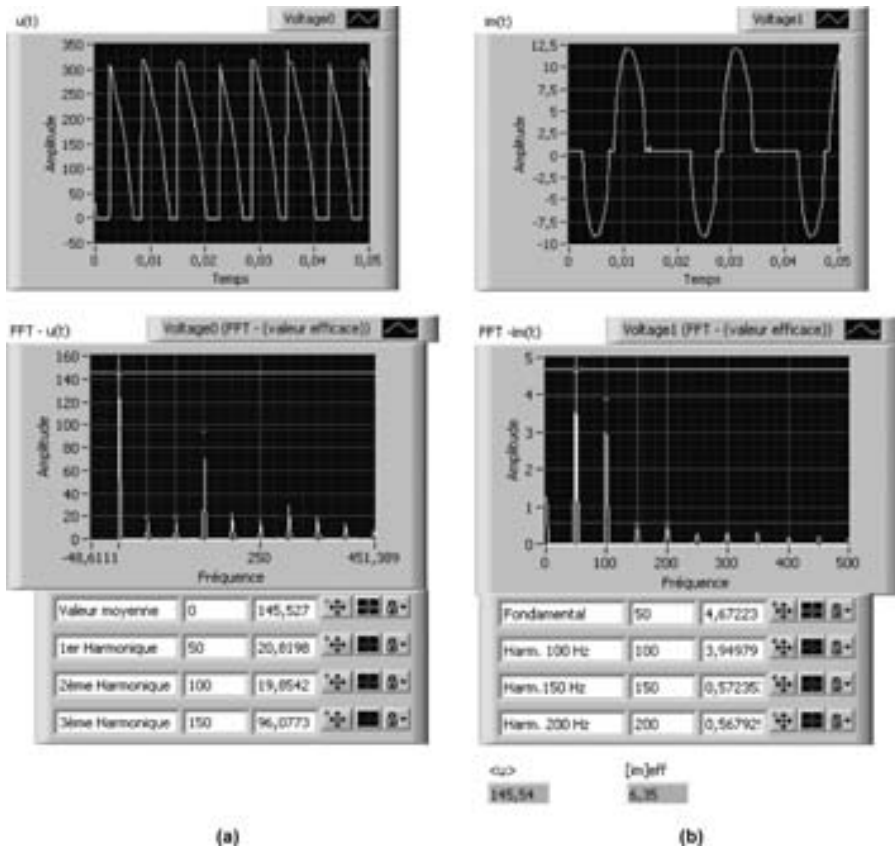 u(t)
Voltage0
350
300
250
200
150
100
50
0
-50
Amplitude
0 0,01 0,02 0,03 0,04 0,05
Temps
im(t)
Voltage1
12,5
10
7,5
5
2,5
0
-2,5
-5
-7,5
-10
Amplitude
0 0,01 0,02 0,03 0,04 0,05
Temps
FFT - u(t)
Voltage0 (FFT - (valeur efficace))
160
140
120
100
80
60
40
20
0
Amplitude
-48,6111 250 451,389
Fréquence
Valeur moyenne 0 145,527
1er Harmonique 50 20,8198
2ème Harmonique 100 19,8542
3ème Harmonique 150 96,0773
FFT -im(t)
Voltage1 (FFT - (valeur efficace))
5
4
3
2
1
0
Amplitude
0 100 200 300 400 500
Fréquence
Fondamental 50 4,67223
Harm. 100 Hz 100 3,94979
Harm.150 Hz 150
Harm. 200 Hz 200
<u> [im]eff
145,54 6,35
(a) (b)